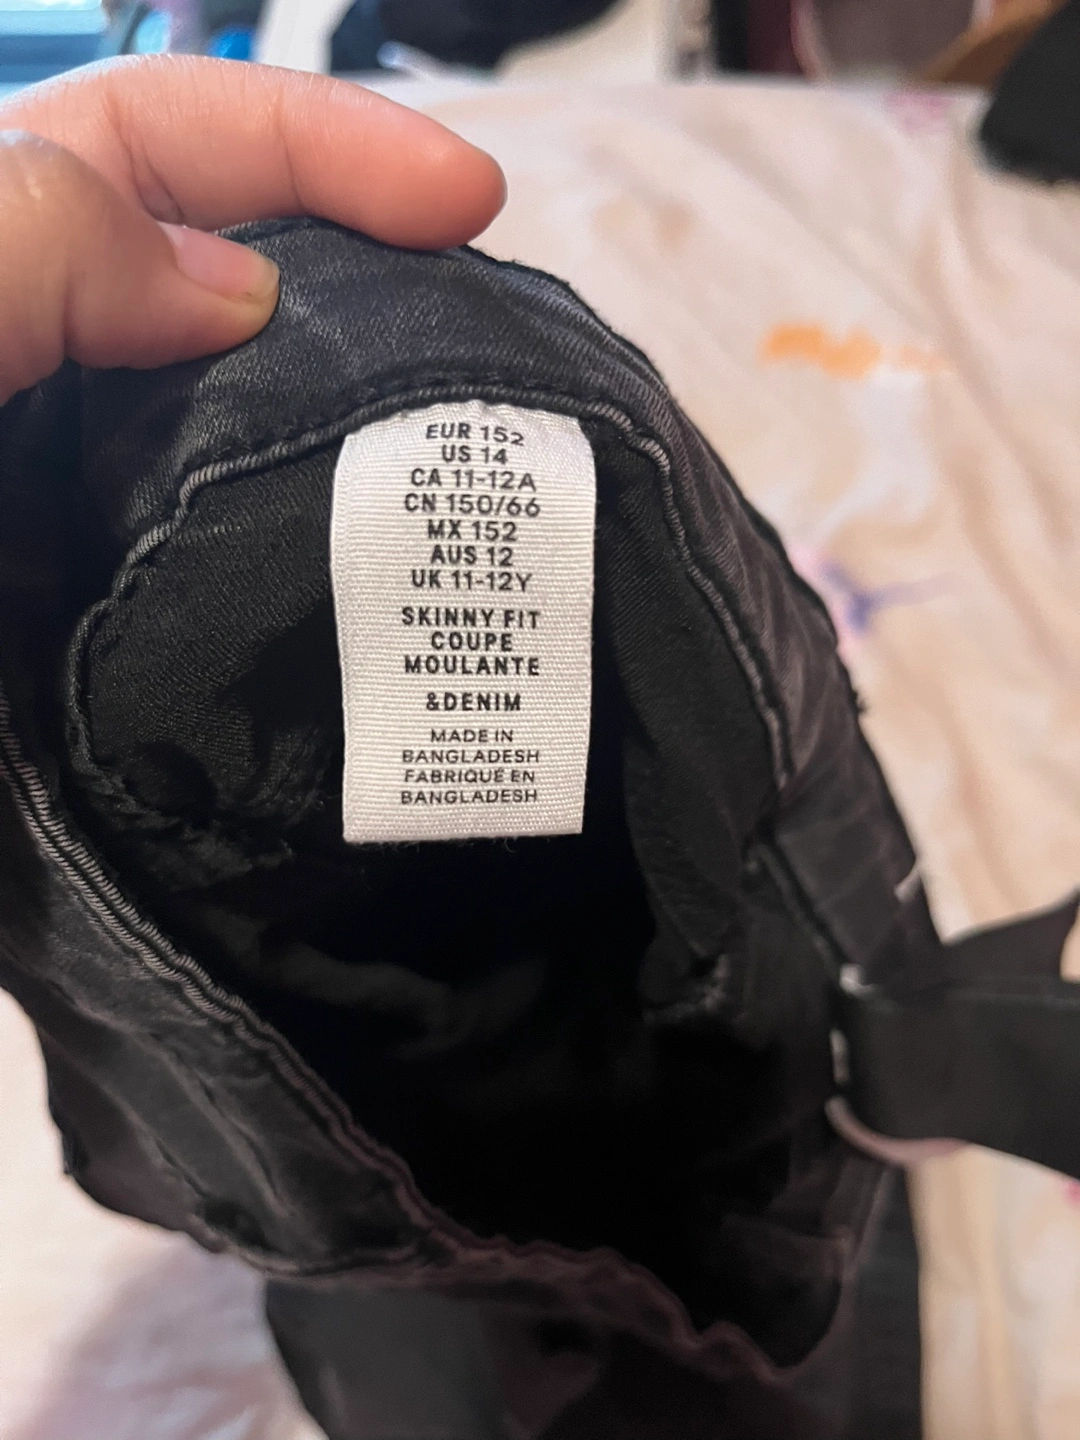 EUR 152
US 14
CA 11-12A
CN 150/66
MX 152
AUS 12
UK 11-12Y
SKINNY FIT
COUPE
MOULANTE
&DENIM
MADE IN
BANGLADESH
FABRIQUÉ EN
BANGLADESH